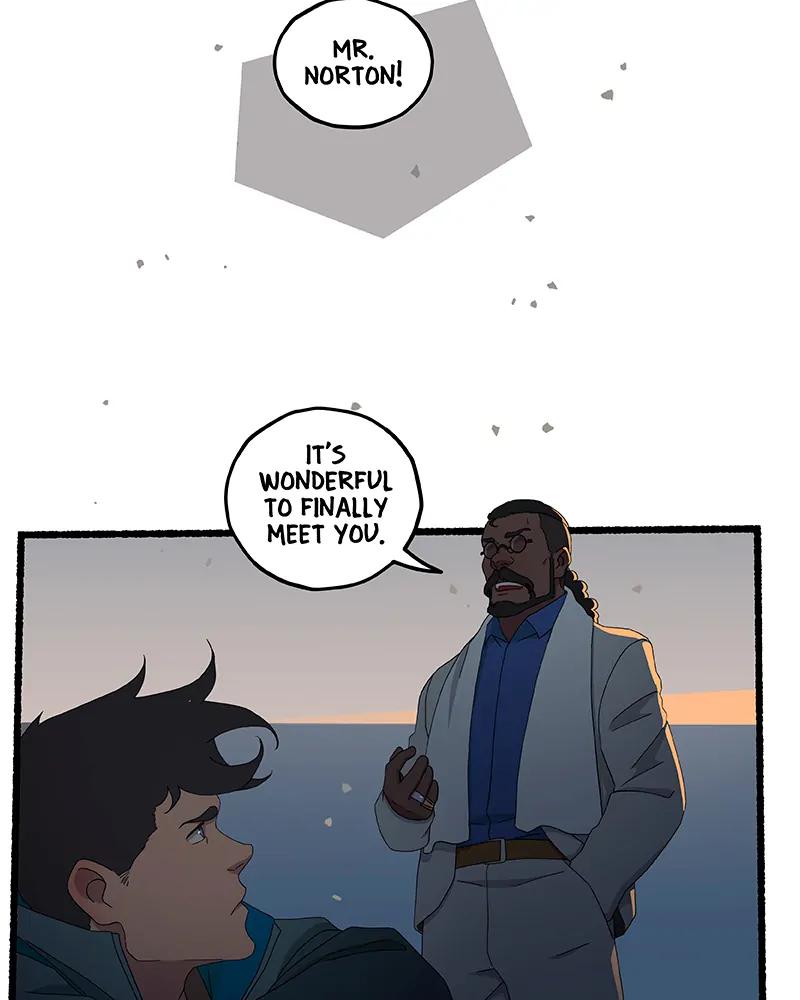 MR.
NORTON!
IT'S
WONDERFUL
TO FINALLY
MEET YOU.